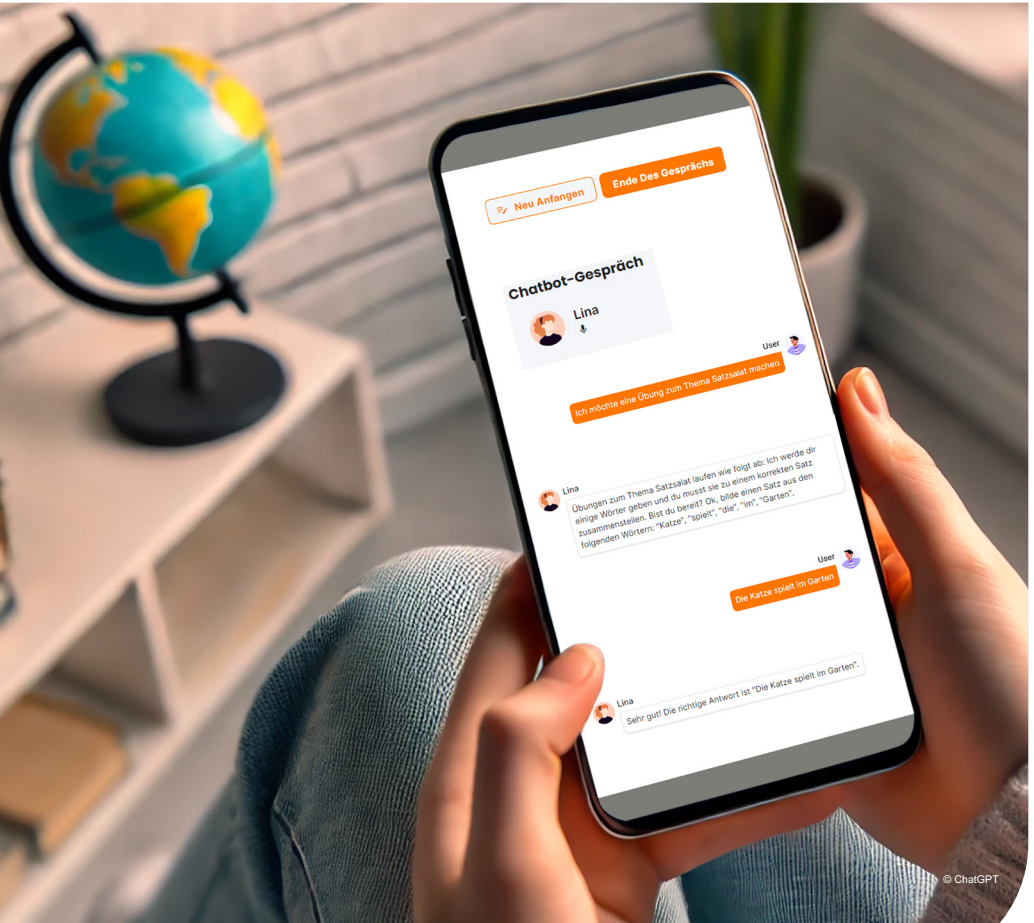 Neu Anfangen
Ende Des Gesprächs
Chatbot-Gespräch
Lina
User
Ich möchte eine Übung zum Thema Satzsalat machen
Lina
Übungen zum Thema Satzsalat laufen wie folgt ab: Ich werde dir
einige Wörter geben und du musst sie zu einem korrekten Satz
zusammenstellen. Bist du bereit? Ok, bilde einen Satz aus den
folgenden Wörtern: "Katze", "spielt", "die", "im", "Garten".
User
Die Katze spielt im Garten
Lina
Sehr gut! Die richtige Antwort ist "Die Katze spielt im Garten".
© ChatGPT